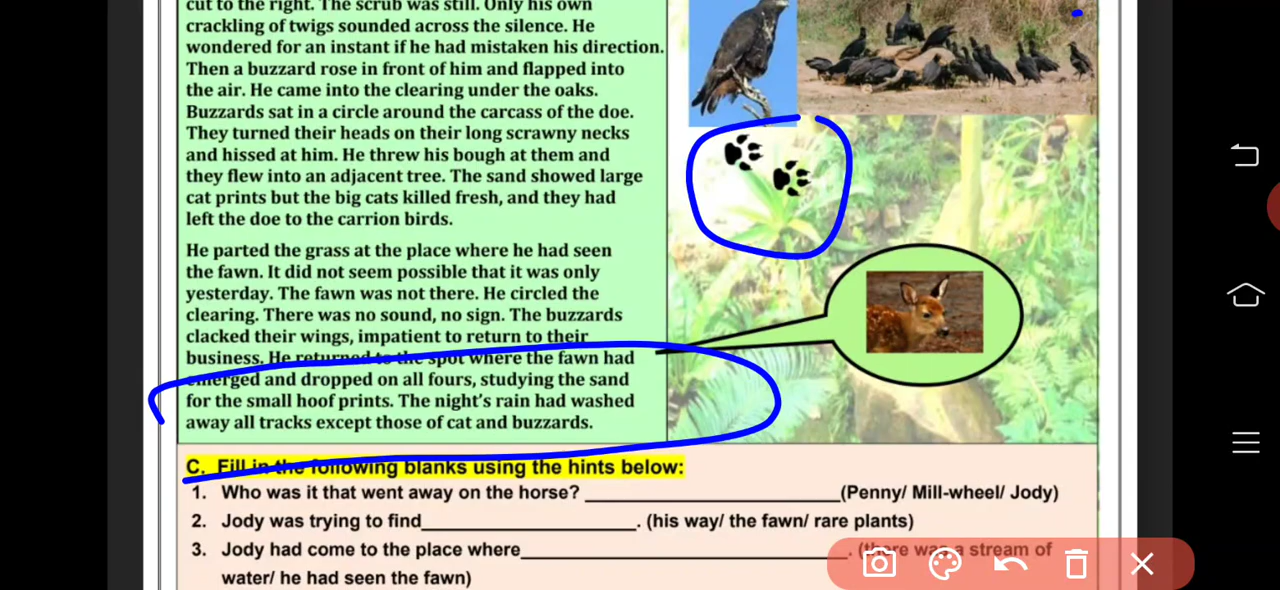 cut to the right. The scrub was still. Only his own
crackling of twigs sounded across the silence. He
wondered for an instant if he had mistaken his direction.
Then a buzzard rose in front of him and flapped into
the air. He came into the clearing under the oaks.
Buzzards sat in a circle around the carcass of the doe.
They turned their heads on their long scrawny necks
and hissed at him. He threw his bough at them and
they flew into an adjacent tree. The sand showed large
cat prints but the big cats killed fresh, and they had
left the doe to the carrion birds.
He parted the grass at the place where he had seen
the fawn. It did not seem possible that it was only
yesterday. The fawn was not there. He circled the
clearing. There was no sound, no sign. The buzzards
clacked their wings, impatient to return to their
business. He returned to the spot where the fawn had
emerged and dropped on all fours, studying the sand
for the small hoof prints. The night's rain had washed
away all tracks except those of cat and buzzards.
C. Fill in the following blanks using the hints below:
1. Who was it that went away on the horse? ____________________(Penny/ Mill-wheel/ Jody)
2. Jody was trying to find_________________. (his way/ the fawn/ rare plants)
3. Jody had come to the place where__________________________. (there was a stream of
water/ he had seen the fawn)